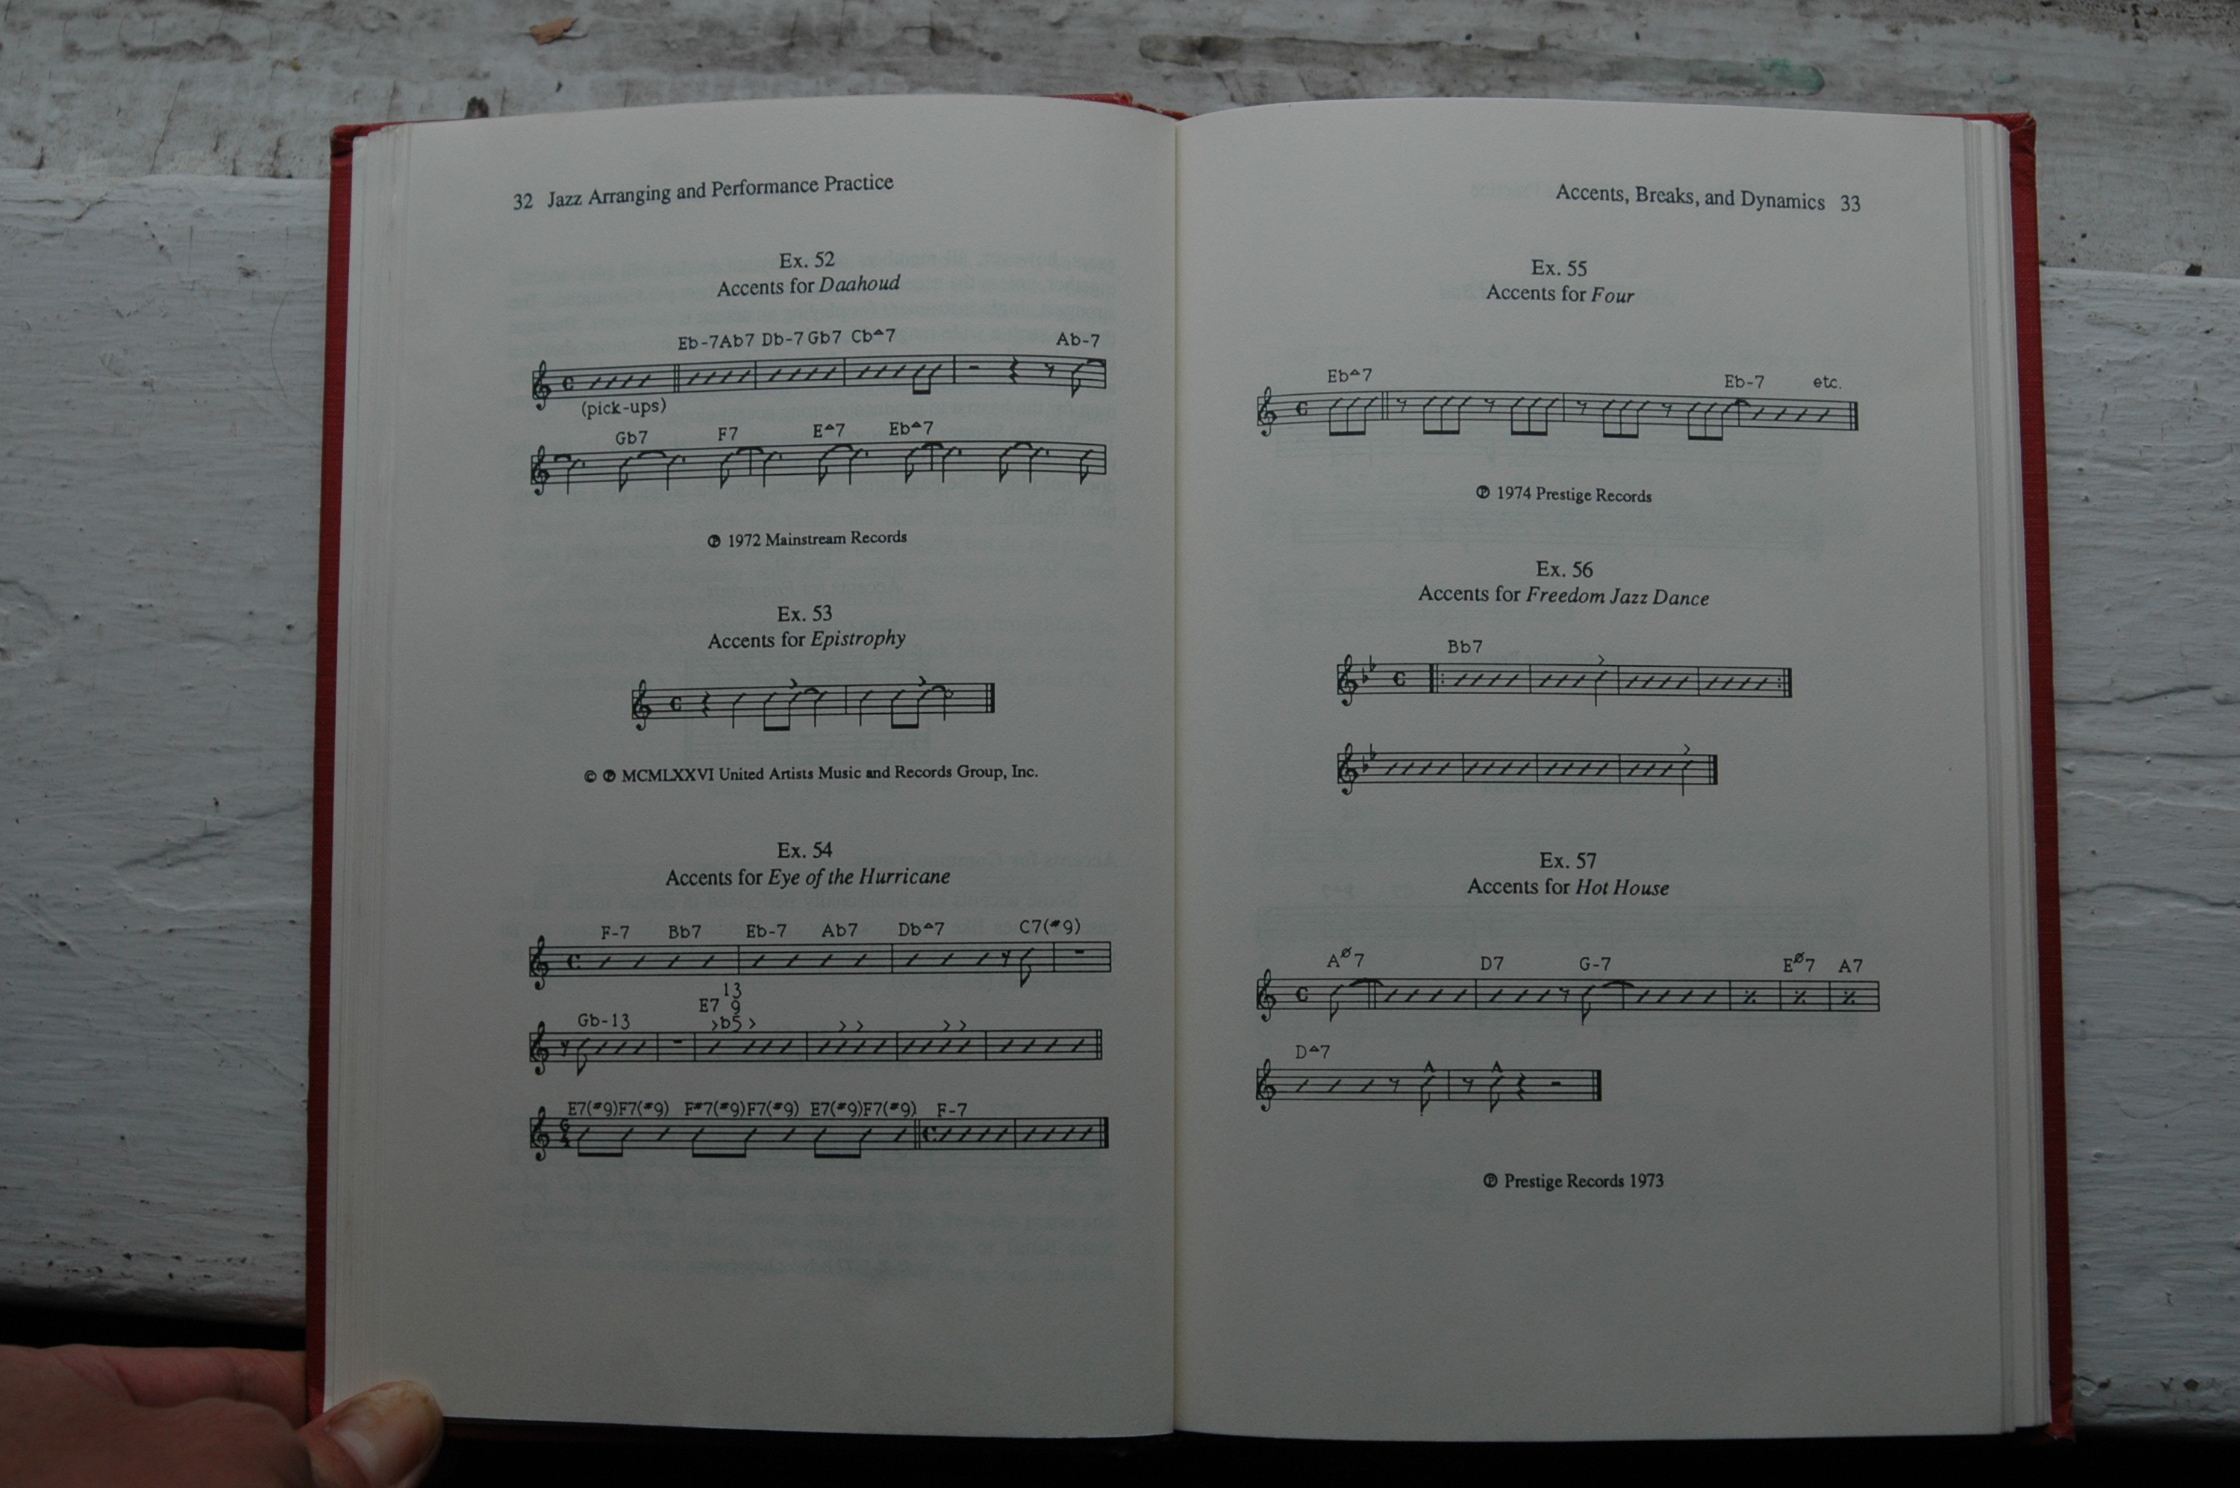 32 Jazz Arranging and Performance Practice
Ex. 52
Accents for Daahoud
Eb-7Ab7 Db-7 Gb7 Cb△7 Ab-7
(pick-ups)
Gb7 F7 E△7 Eb△7
℗ 1972 Mainstream Records
Ex. 53
Accents for Epistrophy
© ℗ MCMLXXVI United Artists Music and Records Group, Inc.
Ex. 54
Accents for Eye of the Hurricane
F-7 Bb7 Eb-7 Ab7 Db△7 C7(#9)
13
E7 9
Gb-13 b5
E7(#9)F7(#9) F#7(#9)F7(#9) E7(#9)F7(#9) F-7
6
4
Accents, Breaks, and Dynamics 33
Ex. 55
Accents for Four
Eb△7 Eb-7 etc.
℗ 1974 Prestige Records
Ex. 56
Accents for Freedom Jazz Dance
Bb7
Ex. 57
Accents for Hot House
AØ7 D7 G-7 EØ7 A7
D△7
℗ Prestige Records 1973